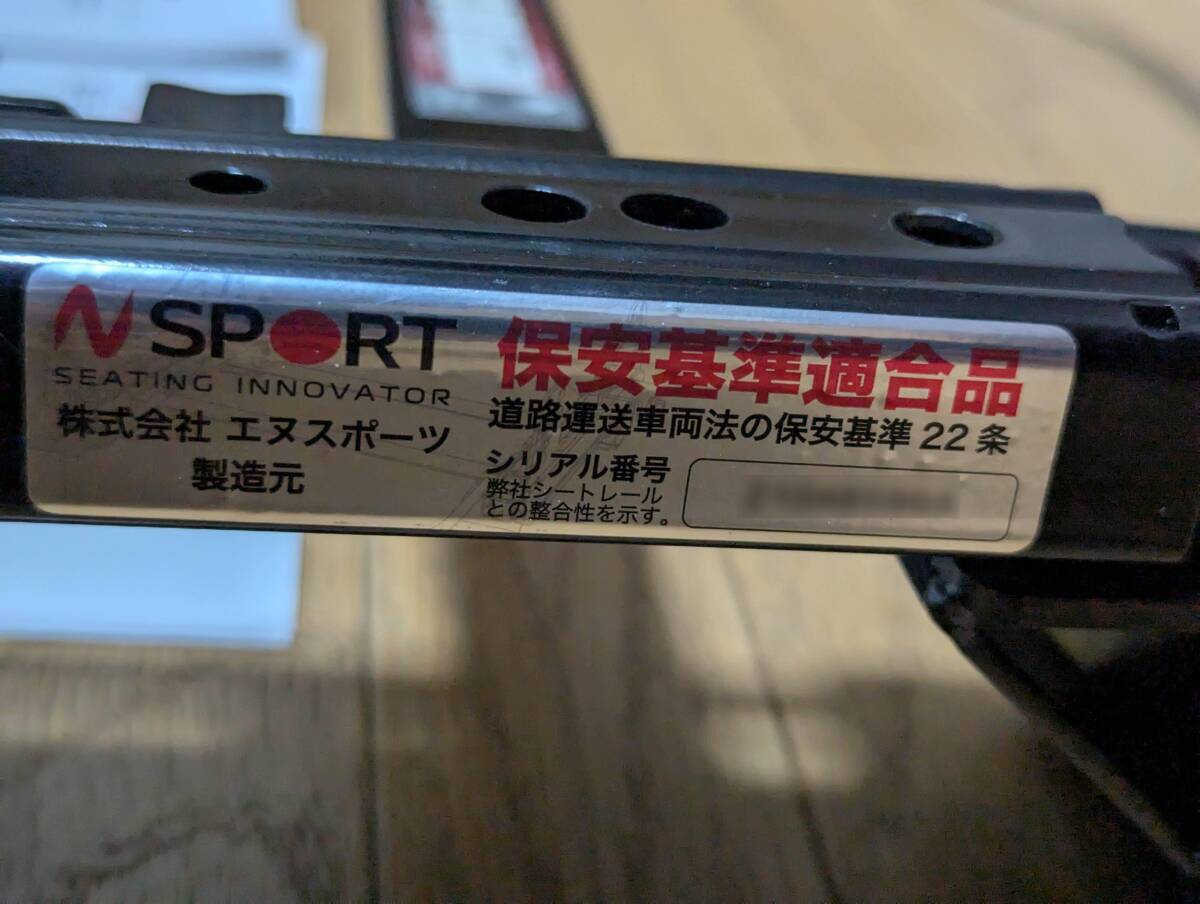 NSPORT
SEATING INNOVATOR
株式会社 エヌスポーツ
製造元
保安基準適合品
道路運送車両法の保安基準22条
シリアル番号
弊社シートレール
との整合性を示す。